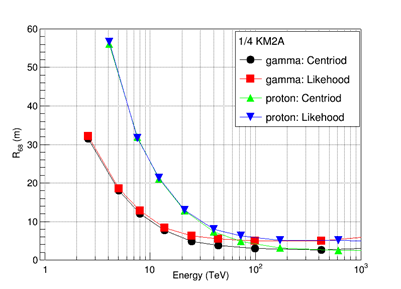 60
50
40
30
20
10
0
R68 (m)
1/4 KM2A
gamma: Centriod
gamma: Likehood
proton: Centriod
proton: Likehood
1
10
10²
10³
Energy (TeV)